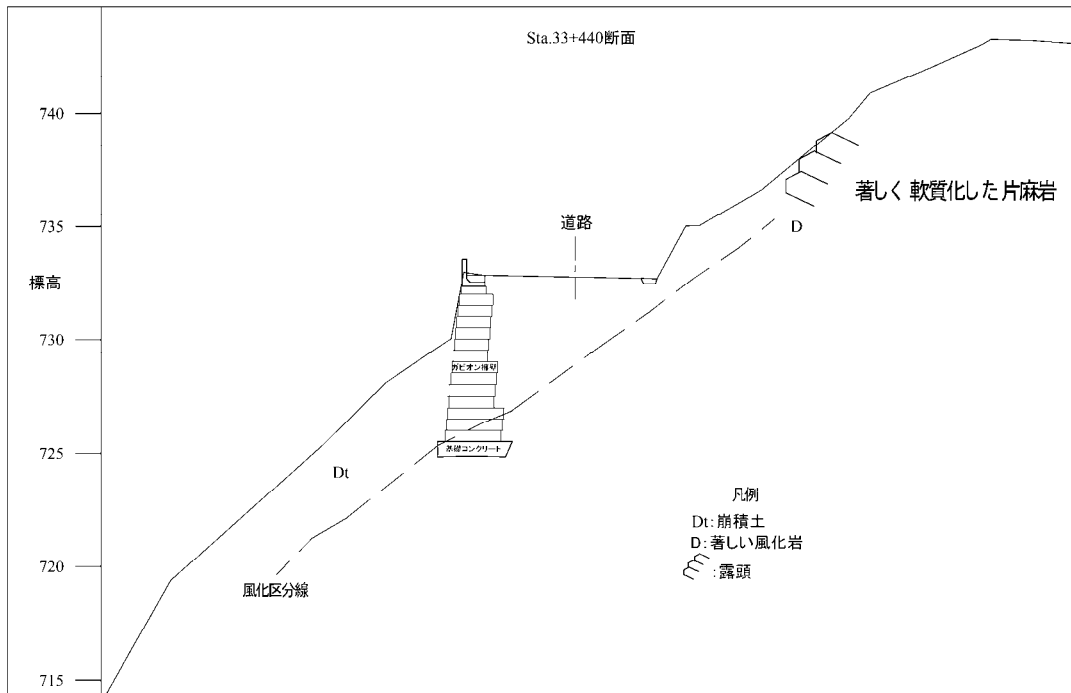 Sta.33+440断面
740
著しく軟質化した片麻岩
735
道路
D
標高
730
ガビオン擁壁
725
基礎コンクリート
Dt
凡例
Dt:崩積土
D:著しい風化岩
:露頭
720
風化区分線
715